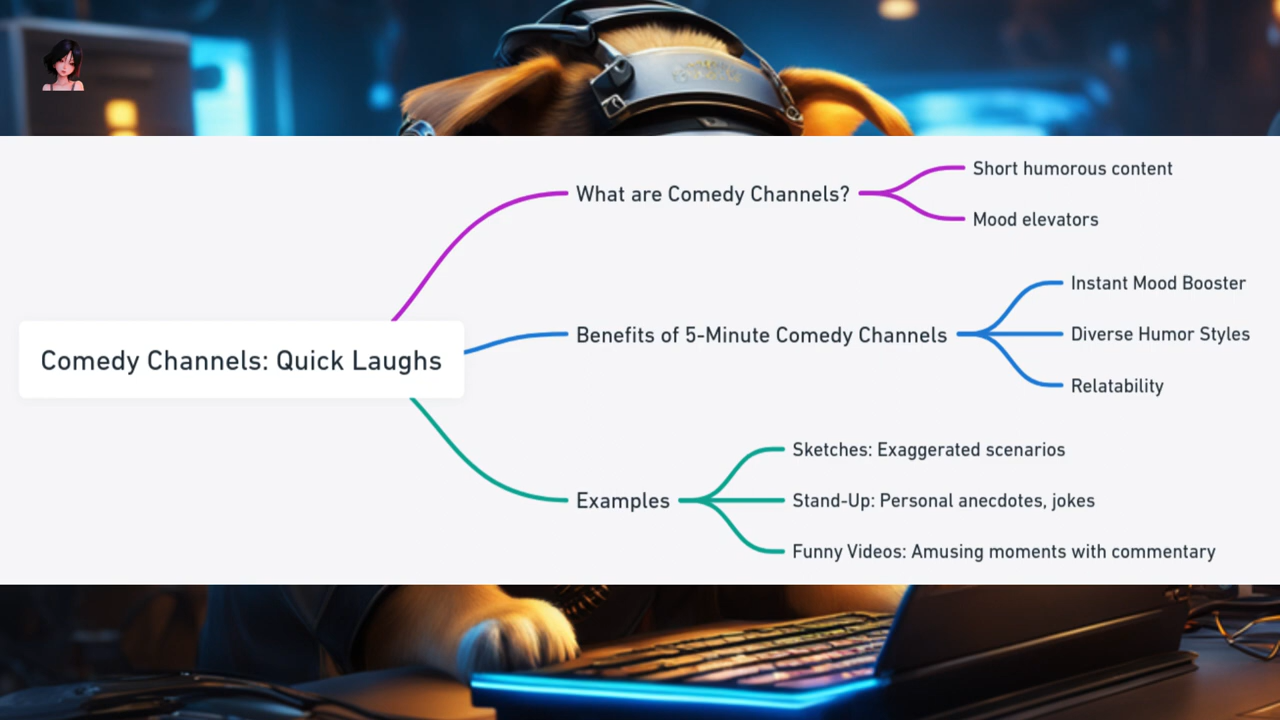 What are Comedy Channels?
Short humorous content
Mood elevators
Comedy Channels: Quick Laughs
Benefits of 5-Minute Comedy Channels
Instant Mood Booster
Diverse Humor Styles
Relatability
Examples
Sketches: Exaggerated scenarios
Stand-Up: Personal anecdotes, jokes
Funny Videos: Amusing moments with commentary